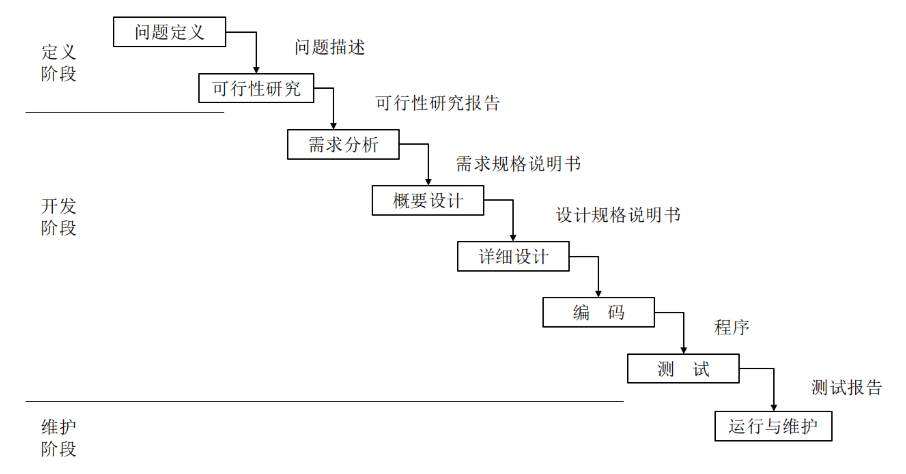 问题定义
问题描述
定义
阶段
可行性研究
可行性研究报告
需求分析
需求规格说明书
概要设计
开发
阶段
设计规格说明书
详细设计
编 码
程序
测 试
测试报告
运行与维护
维护
阶段